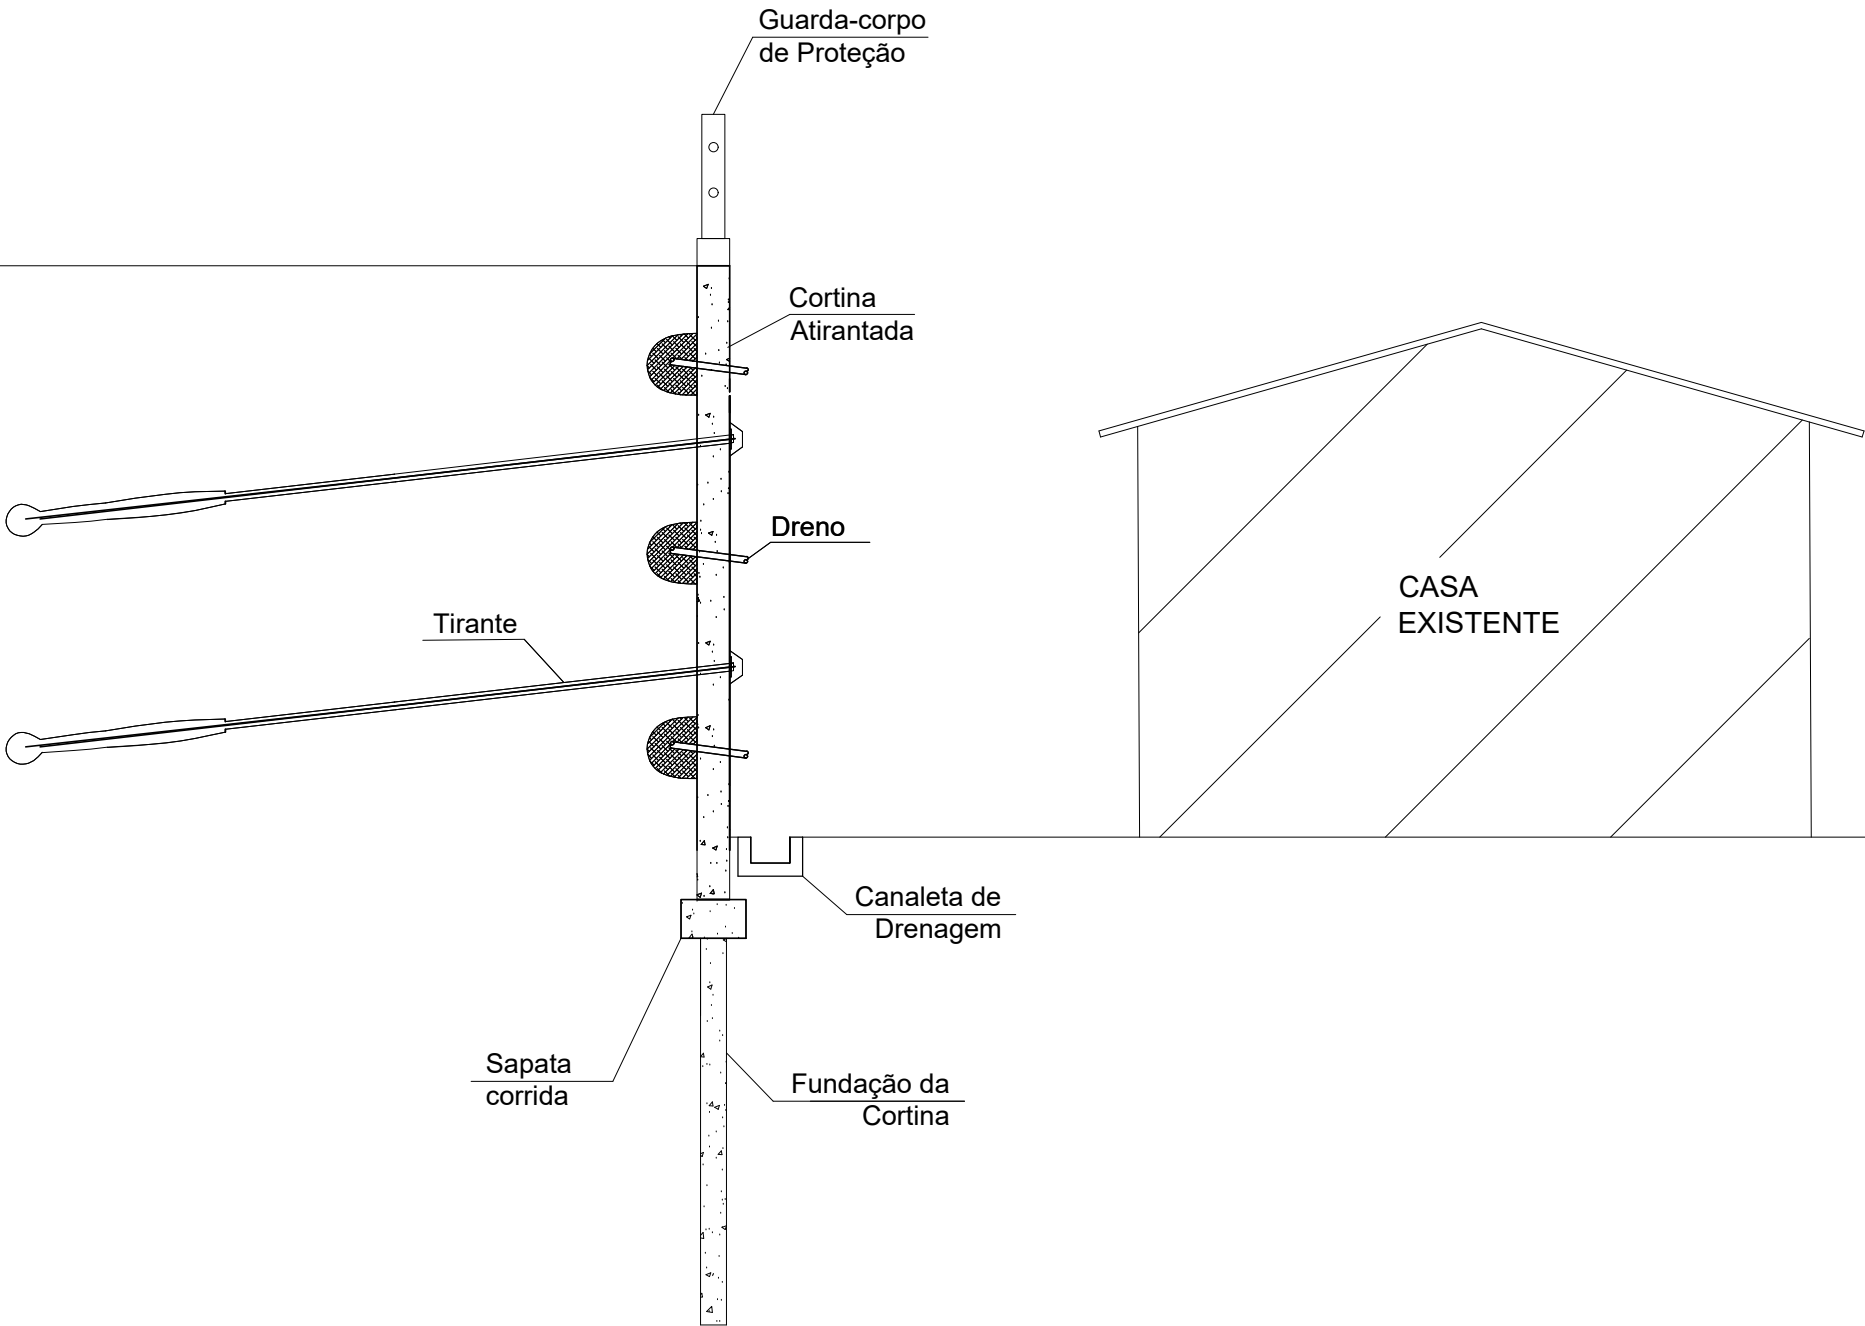 Guarda-corpo
de Proteção
Cortina
Atirantada
Dreno
Tirante
CASA
EXISTENTE
Canaleta de
Drenagem
Sapata
corrida
Fundação da
Cortina